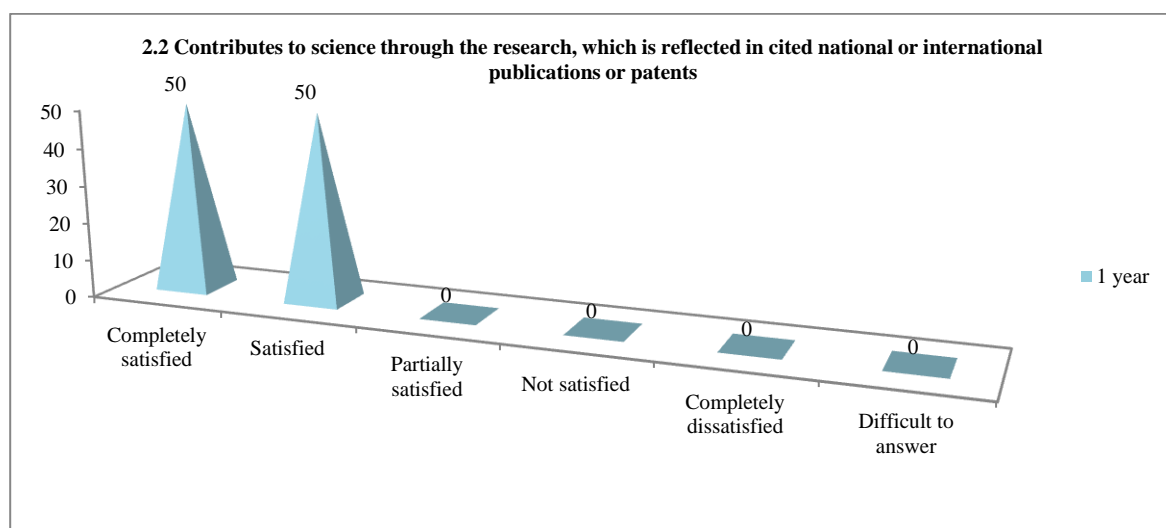 2.2 Contributes to science through the research, which is reflected in cited national or international
publications or patents
50
50
50
40
30
20
10
0
0
0
0
0
Completely
satisfied
Satisfied
Partially
satisfied
Not satisfied
Completely
dissatisfied
Difficult to
answer
1 year